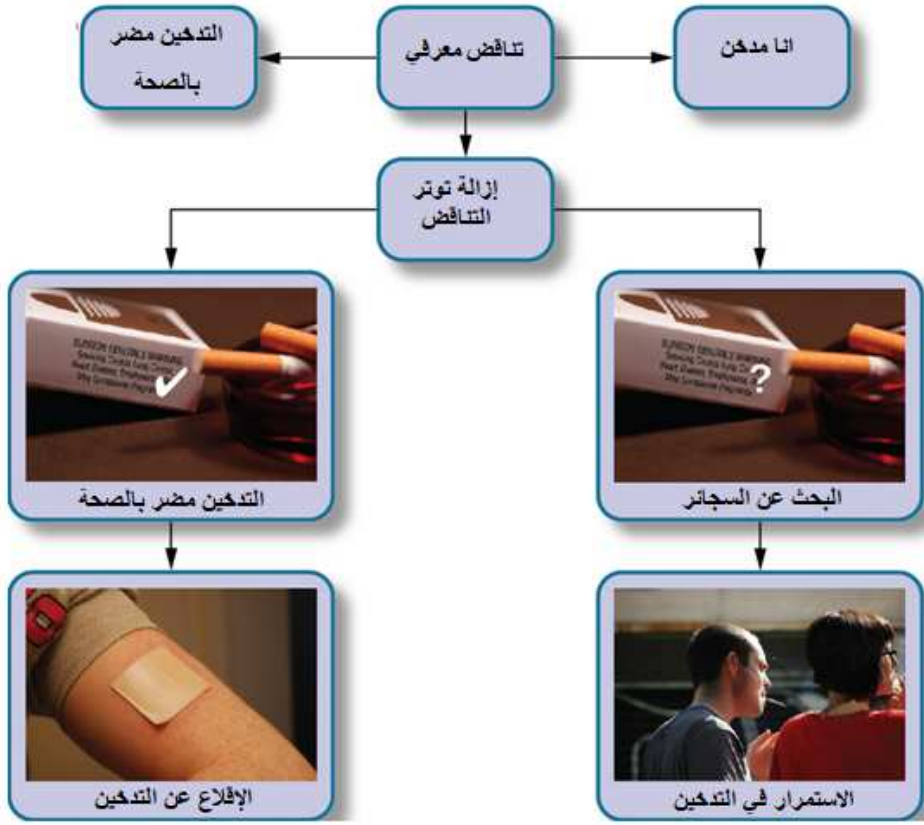 انا مدخن
تناقض معرفي
التدخين مضر
بالصحة
إزالة توتر
التناقض
البحث عن السجائر
التدخين مضر بالصحة
?
الاستمرار في التدخين
الإقلاع عن التدخين